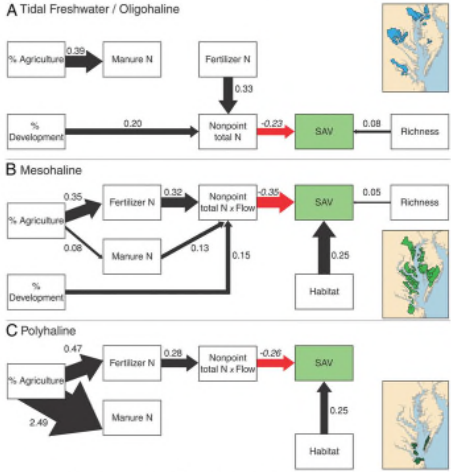 A Tidal Freshwater / Oligohaline
% Agriculture
0.39
Manure N
Fertilizer N
0.33
%
Development
0.20
Nonpoint
total N
-0.23
SAV
0.08
Richness
B Mesohaline
% Agriculture
0.35
Fertilizer N
0.32
Nonpoint
total N x Flow
-0.35
SAV
0.05
Richness
0.08
Manure N
0.13
0.15
0.25
%
Development
Habitat
C Polyhaline
% Agriculture
0.47
Fertilizer N
0.28
Nonpoint
total N x Flow
-0.26
SAV
2.49
Manure N
0.25
Habitat